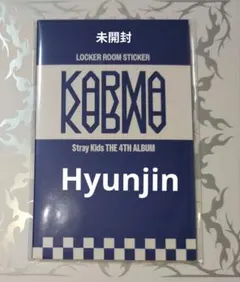 未開封
LOCKER ROOM STICKER
KARMA
Stray Kids THE 4TH ALBUM
Hyunjin